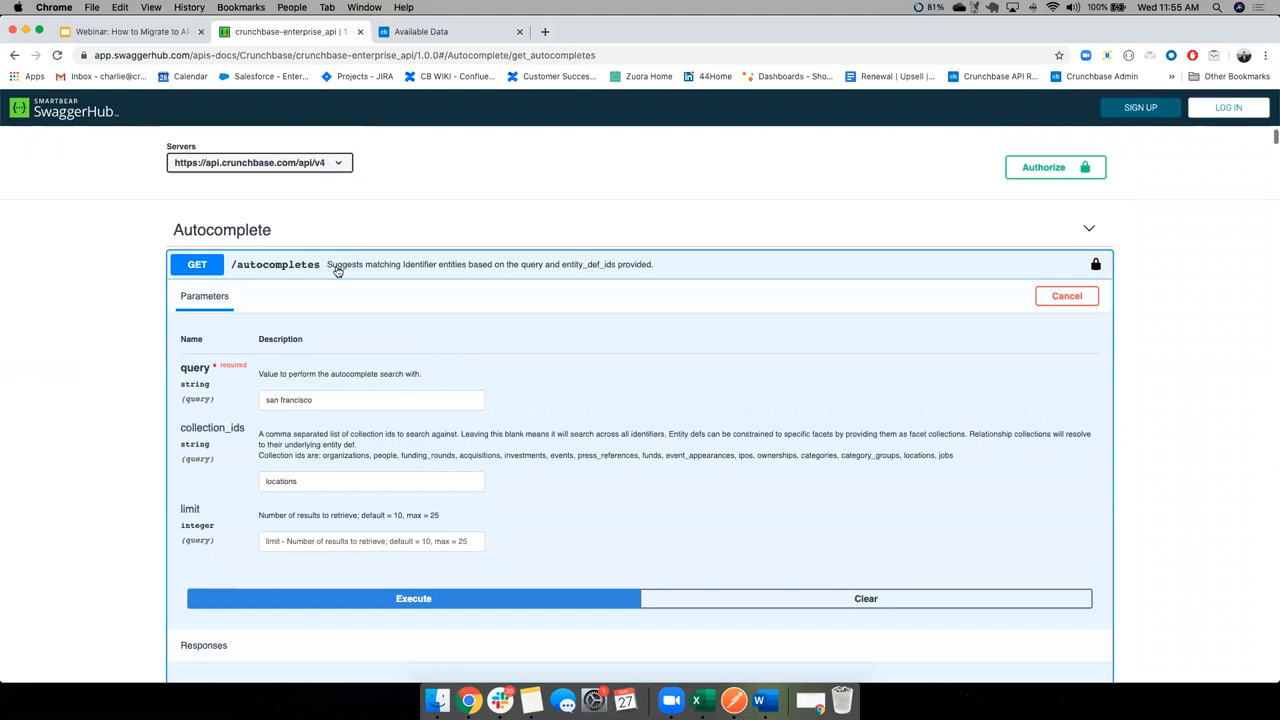 Chrome File Edit View History Bookmarks People Tab Window Help 81% 100% Wed 11:55 AM
Webinar: How to Migrate to AP
crunchbase-enterprise_api | 1.
Available Data
app.swaggerhub.com/apis-docs/Crunchbase/crunchbase-enterprise_api/1.0.0#/Autocomplete/get_autocompletes
Apps Inbox - charlie@cr... Calendar Salesforce - Enter... Projects - JIRA CB WIKI - Conflue... Customer Succes... Zuora Home 44Home Dashboards - Sho... Renewal | Upsell |... Crunchbase API R... Crunchbase Admin » Other Bookmarks
SMARTBEAR
SwaggerHub
SIGN UP
LOG IN
Servers
https://api.crunchbase.com/api/v4
Authorize
Autocomplete
GET /autocompletes Suggests matching Identifier entities based on the query and entity_def_ids provided.
Parameters
Cancel
Name Description
query * required
string
(query)
Value to perform the autocomplete search with.
san francisco
collection_ids
string
(query)
A comma separated list of collection ids to search against. Leaving this blank means it will search across all identifiers. Entity defs can be constrained to specific facets by providing them as facet collections. Relationship collections will resolve
to their underlying entity def.
Collection ids are: organizations, people, funding_rounds, acquisitions, investments, events, press_references, funds, event_appearances, ipos, ownerships, categories, category_groups, locations, jobs
locations
limit
integer
(query)
Number of results to retrieve; default = 10, max = 25
limit - Number of results to retrieve; default = 10, max = 25
Execute
Clear
Responses